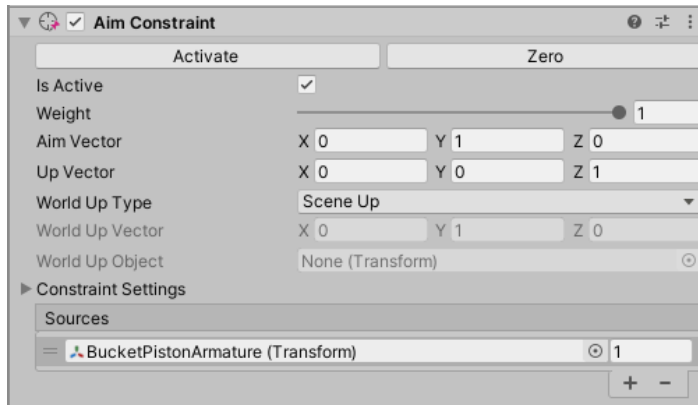 Aim Constraint
Activate Zero
Is Active
Weight 1
Aim Vector X 0 Y 1 Z 0
Up Vector X 0 Y 0 Z 1
World Up Type Scene Up
World Up Vector X 0 Y 1 Z 0
World Up Object None (Transform)
Constraint Settings
Sources
BucketPistonArmature (Transform) 1